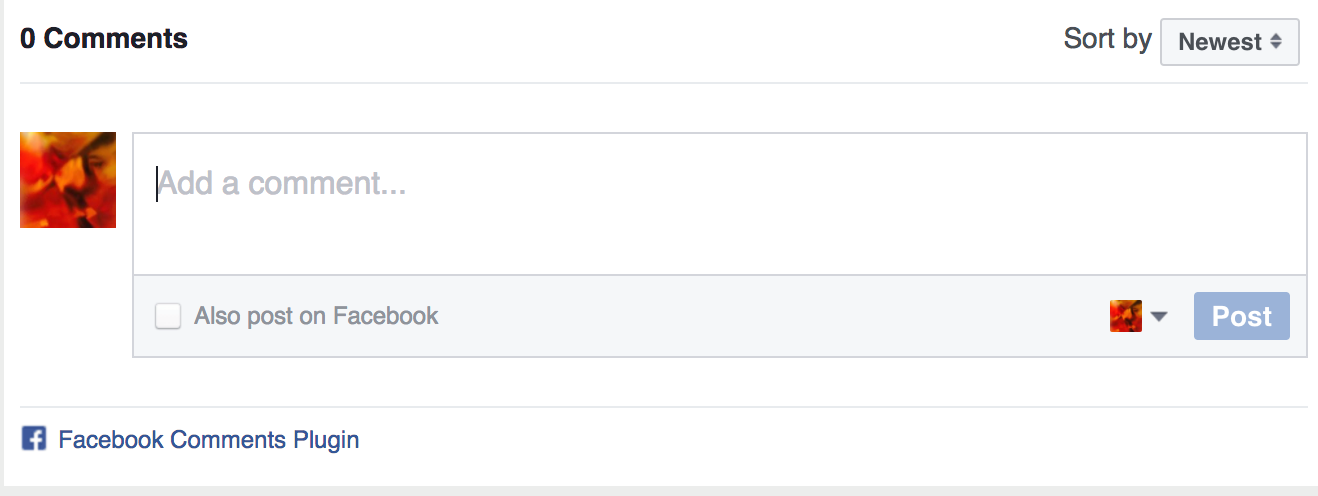 0 Comments
Sort by Newest
Add a comment...
Also post on Facebook
Post
Facebook Comments Plugin